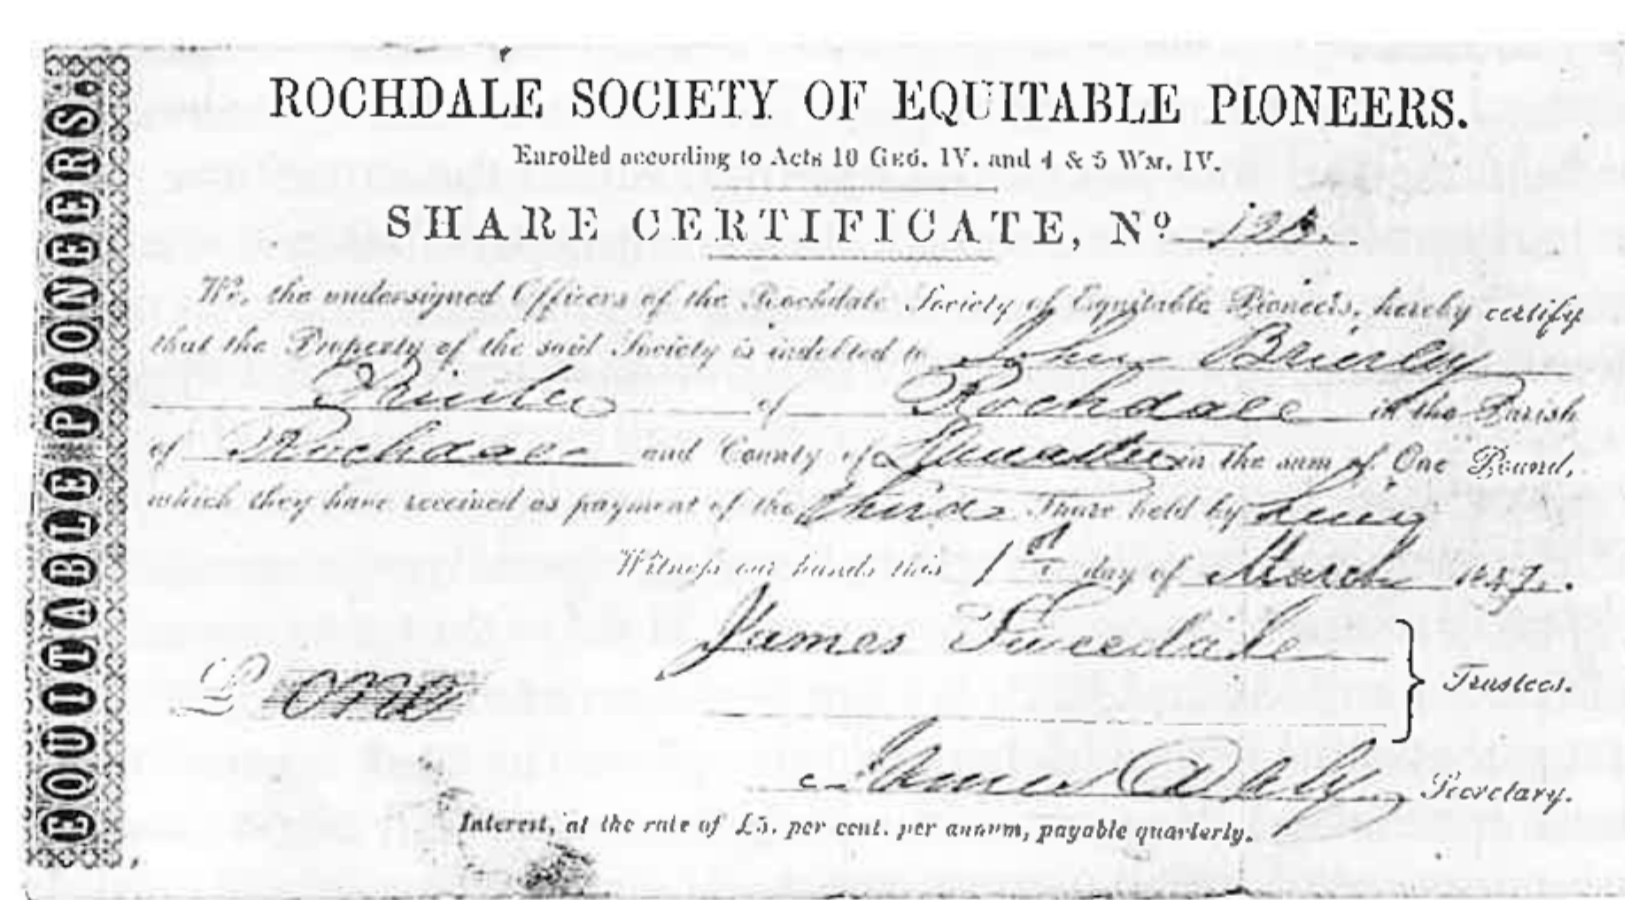 EQUITABLE PIONEERS.
ROCHDALE SOCIETY OF EQUITABLE PIONEERS.
Enrolled according to Acts 10 GEO. IV. and 4 & 5 WM. IV.
SHARE CERTIFICATE, No
We, the undersigned Officers of the Rochdale Society of Equitable Pioneers, hereby certify
that the Property of the said Society is indebted to John Brierley
of Rochdale in the Parish
of Rochdale and County of Lancaster in the sum of One Pound,
which they have received as payment of the third Share held by him
Witness our hands this 1st day of March 1847.
James Tweedale
Trustees.
£ one
James Daly Secretary.
Interest, at the rate of £5. per cent. per annum, payable quarterly.